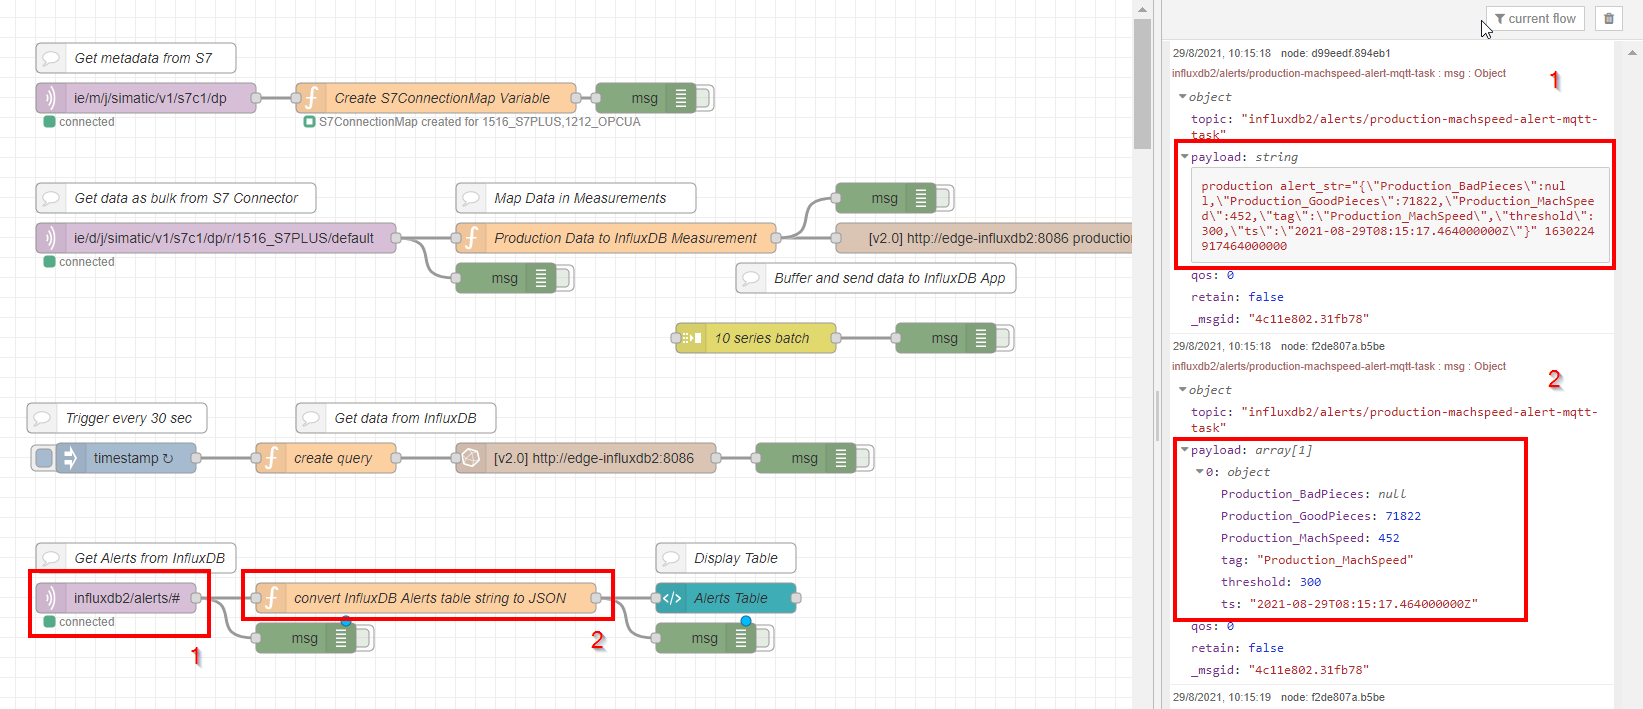 Get metadata from S7
ie/m/j/simatic/v1/s7c1/dp
Create S7ConnectionMap Variable
msg
connected
S7ConnectionMap created for 1516_S7PLUS,1212_OPCUA
Get data as bulk from S7 Connector
Map Data in Measurements
msg
ie/d/j/simatic/v1/s7c1/dp/r/1516_S7PLUS/default
Production Data to InfluxDB Measurement
[v2.0] http://edge-influxdb2:8086 production
connected
msg
Buffer and send data to InfluxDB App
10 series batch
msg
Trigger every 30 sec
Get data from InfluxDB
timestamp ↻
create query
[v2.0] http://edge-influxdb2:8086
msg
Get Alerts from InfluxDB
Display Table
influxdb2/alerts/#
convert InfluxDB Alerts table string to JSON
Alerts Table
connected
msg
msg
1
2
current flow
29/8/2021, 10:15:18 node: d99eedf.894eb1
influxdb2/alerts/production-machspeed-alert-mqtt-task : msg : Object
1
object
topic: "influxdb2/alerts/production-machspeed-alert-mqtt-
task"
payload: string
production alert_str="{\"Production_BadPieces\":nul
l,\"Production_GoodPieces\":71822,\"Production_MachSpee
d\":452,\"tag\":\"Production_MachSpeed\",\"threshold\":
300,\"ts\":\"2021-08-29T08:15:17.464000000Z\"}"1630224
917464000000
qos: 0
retain: false
_msgid: "4c11e802.31fb78"
29/8/2021, 10:15:18 node: f2de807a.b5be
influxdb2/alerts/production-machspeed-alert-mqtt-task : msg : Object
2
object
topic: "influxdb2/alerts/production-machspeed-alert-mqtt-
task"
payload: array[1]
0: object
Production_BadPieces: null
Production_GoodPieces: 71822
Production_MachSpeed: 452
tag: "Production_MachSpeed"
threshold: 300
ts: "2021-08-29T08:15:17.464000000Z"
qos: 0
retain: false
_msgid: "4c11e802.31fb78"
29/8/2021, 10:15:19 node: f2de807a.b5be